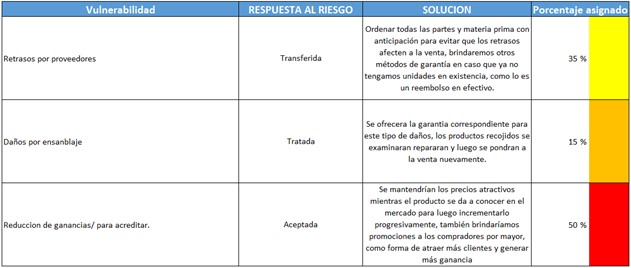 Vulnerabilidad RESPUESTA AL RIESGO SOLUCION Porcentaje asignado
Ordenar todas las partes y materia prima con
anticipación para evitar que los retrasos
afecten a la venta, brindaremos otros
Retrasos por proveedores Transferida métodos de garantía en caso que ya no 35 %
tengamos unidades en existencia, como lo es
un reembolso en efectivo.
Se ofrecera la garantia correspondiente para
Daños por ensanblaje Tratada este tipo de daños, los productos recojidos se 15 %
examinaran repararan y luego se pondran a
la venta nuevamente.
Se mantendrían los precios atractivos
mientras el producto se da a conocer en el
mercado para luego incrementarlo
Reduccion de ganancias/ para acreditar. Aceptada progresivamente, también brindaríamos 50 %
promociones a los compradores por mayor,
como forma de atraer más clientes y generar
más ganancia